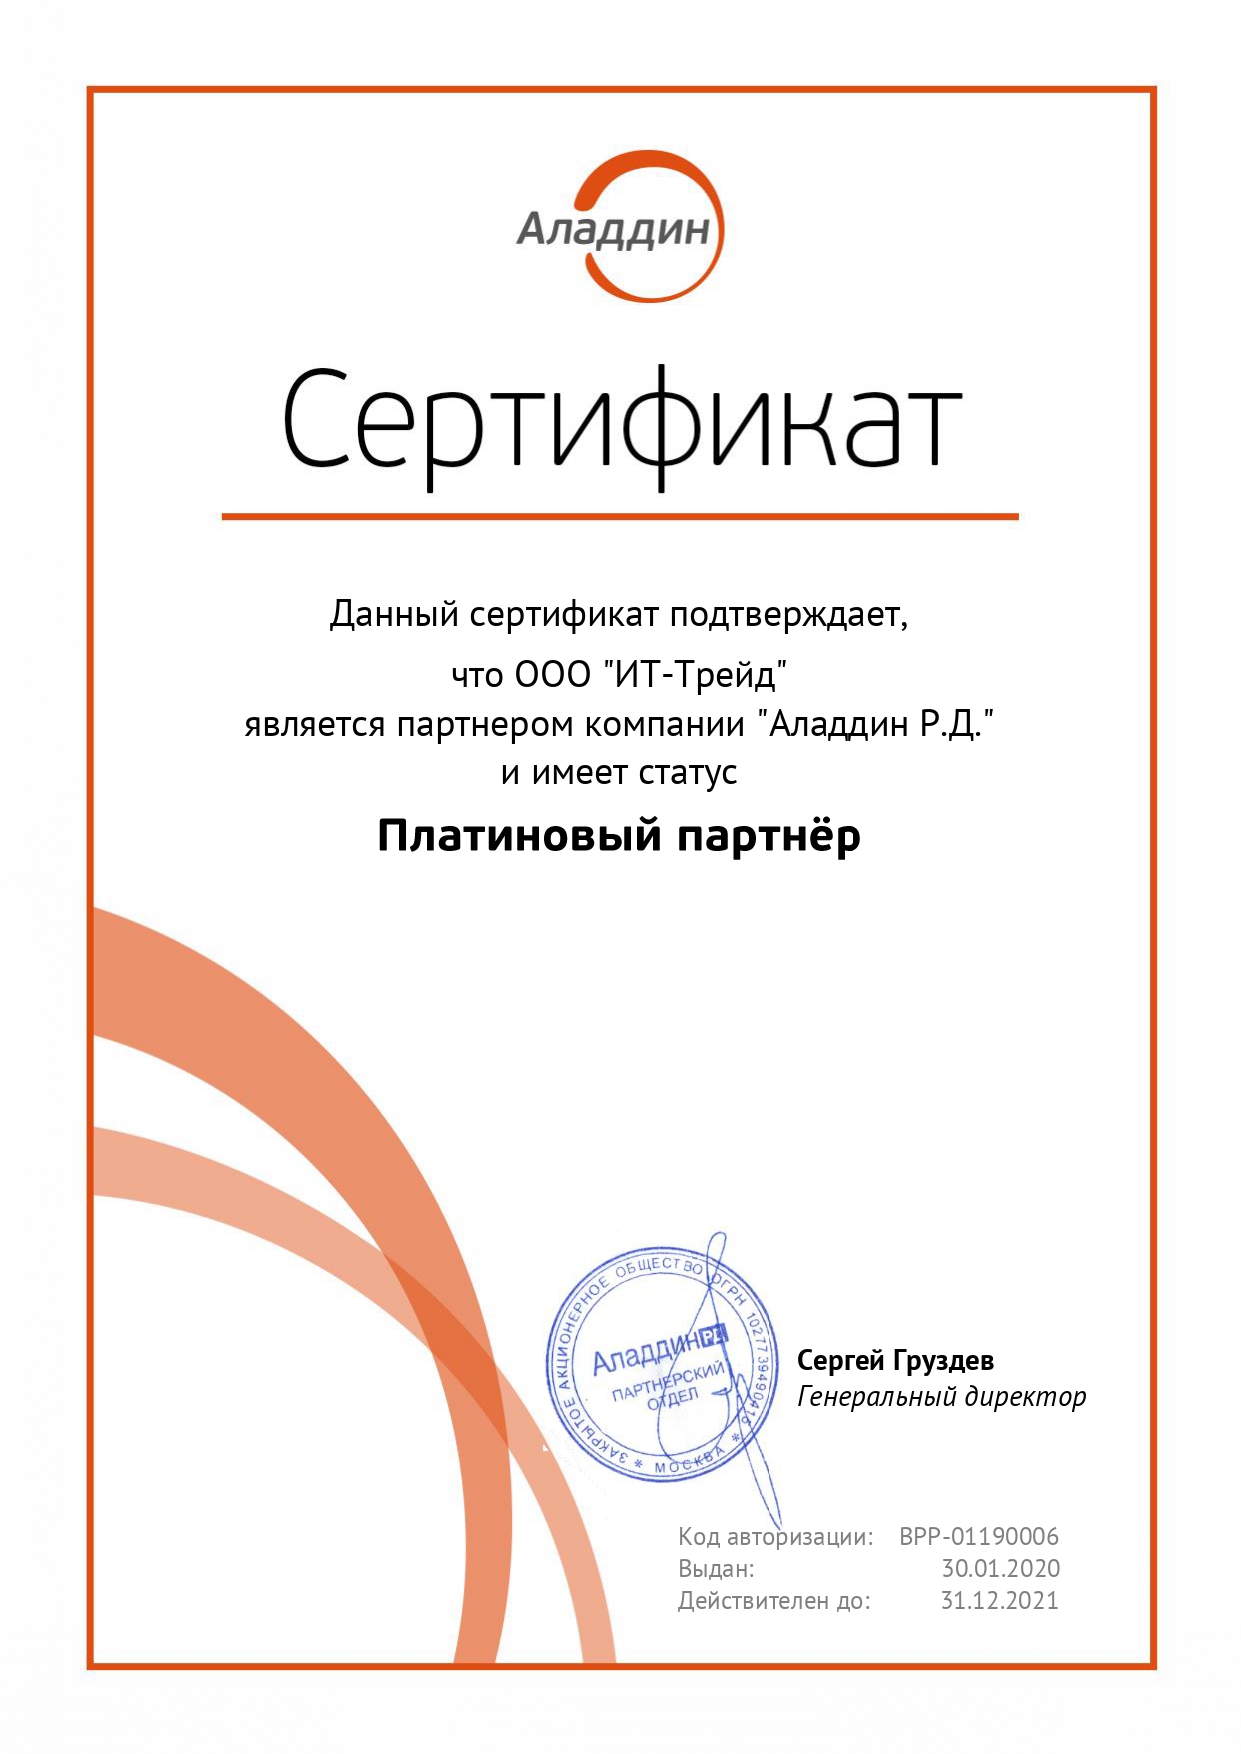 Аладдин
Сертификат
Данный сертификат подтверждает,
что ООО "ИТ-Трейд"
является партнером компании "Аладдин Р.Д."
и имеет статус
Платиновый партнёр
ЗАКРЫТОЕ АКЦИОНЕРНОЕ ОБЩЕСТВО ОГРН 1027739490416
* МОСКВА *
Аладдин
ПАРТНЕРСКИЙ
ОТДЕЛ
Сергей Груздев
Генеральный директор
Код авторизации: BPP-01190006
Выдан: 30.01.2020
Действителен до: 31.12.2021